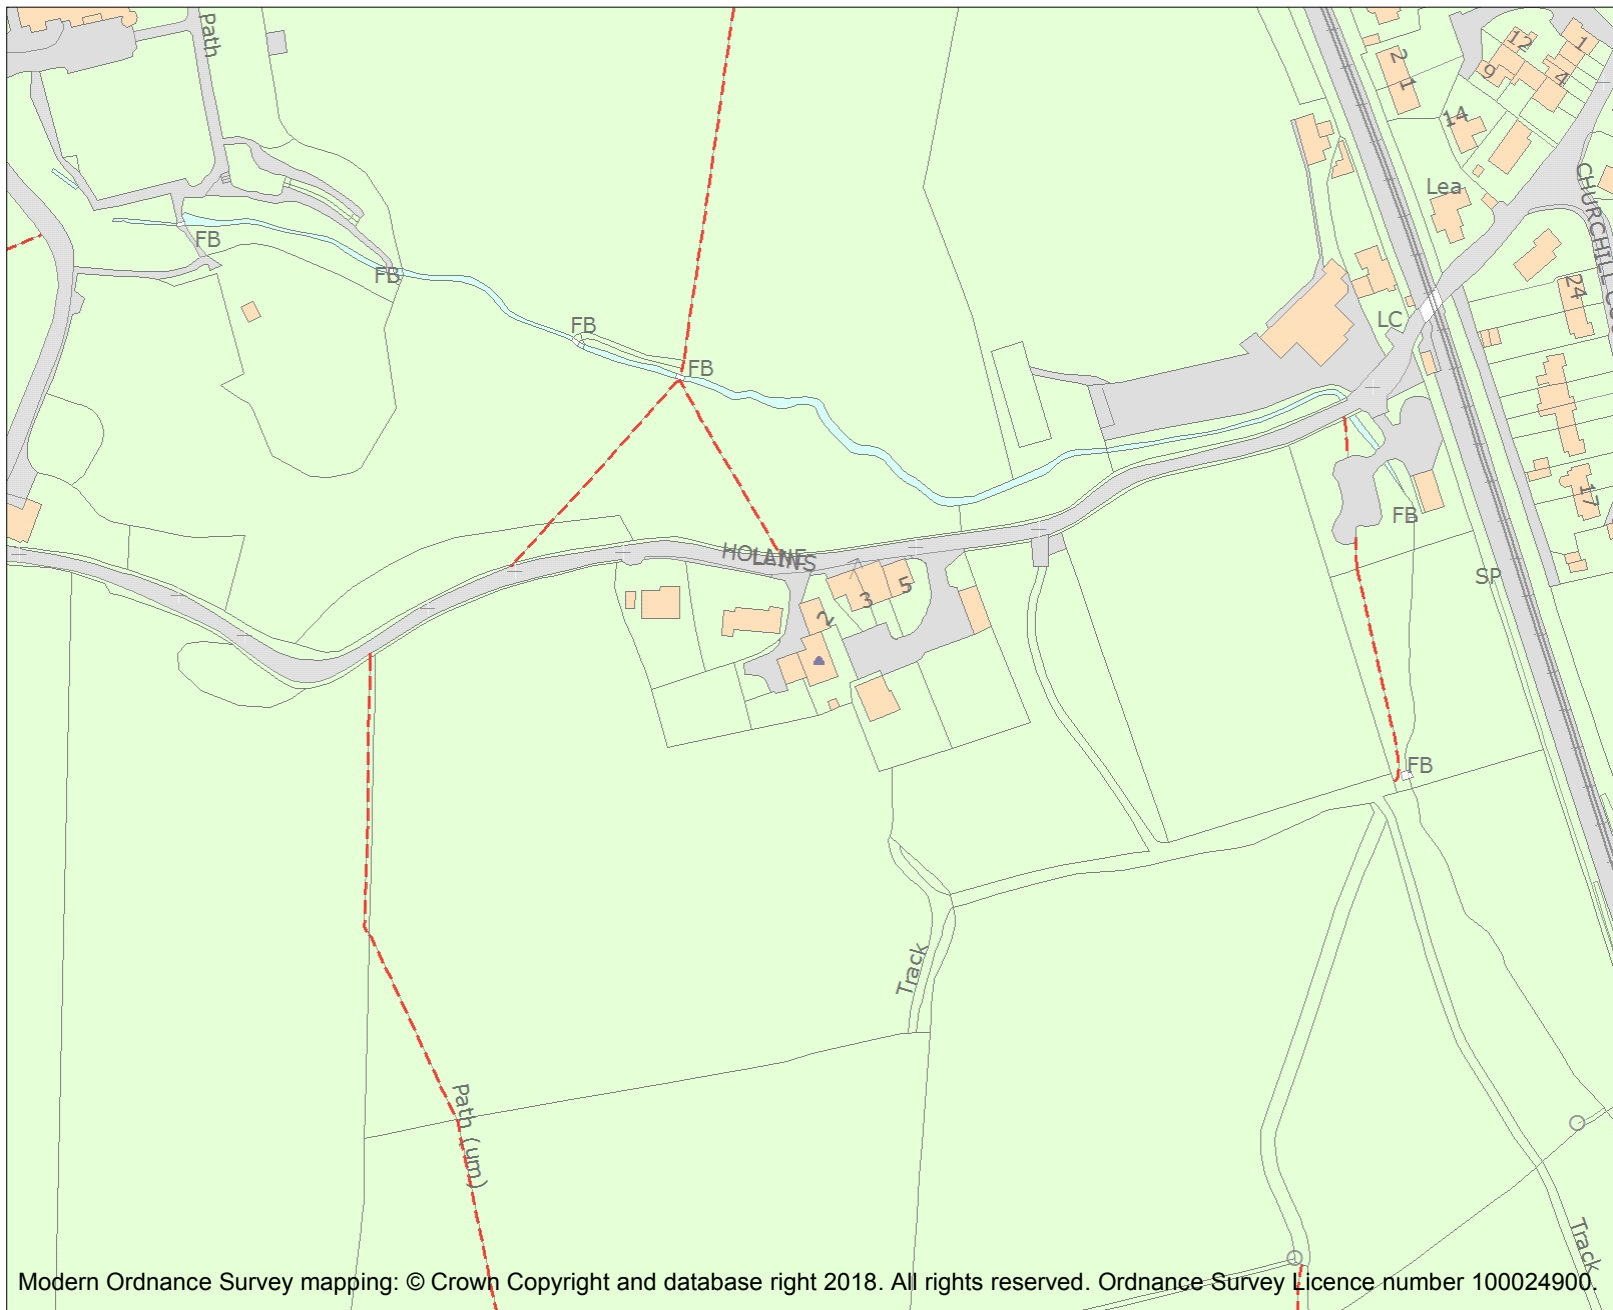 Path
12
1
2
1
9
4
14
Lea
CHURCHILL
FB
FB
24
LC
FB
FB
17
FB
LANE
SP
5
3
2
FB
Track
Path (um)
Track
Modern Ordnance Survey mapping: © Crown Copyright and database right 2018. All rights reserved. Ordnance Survey Licence number 100024900.